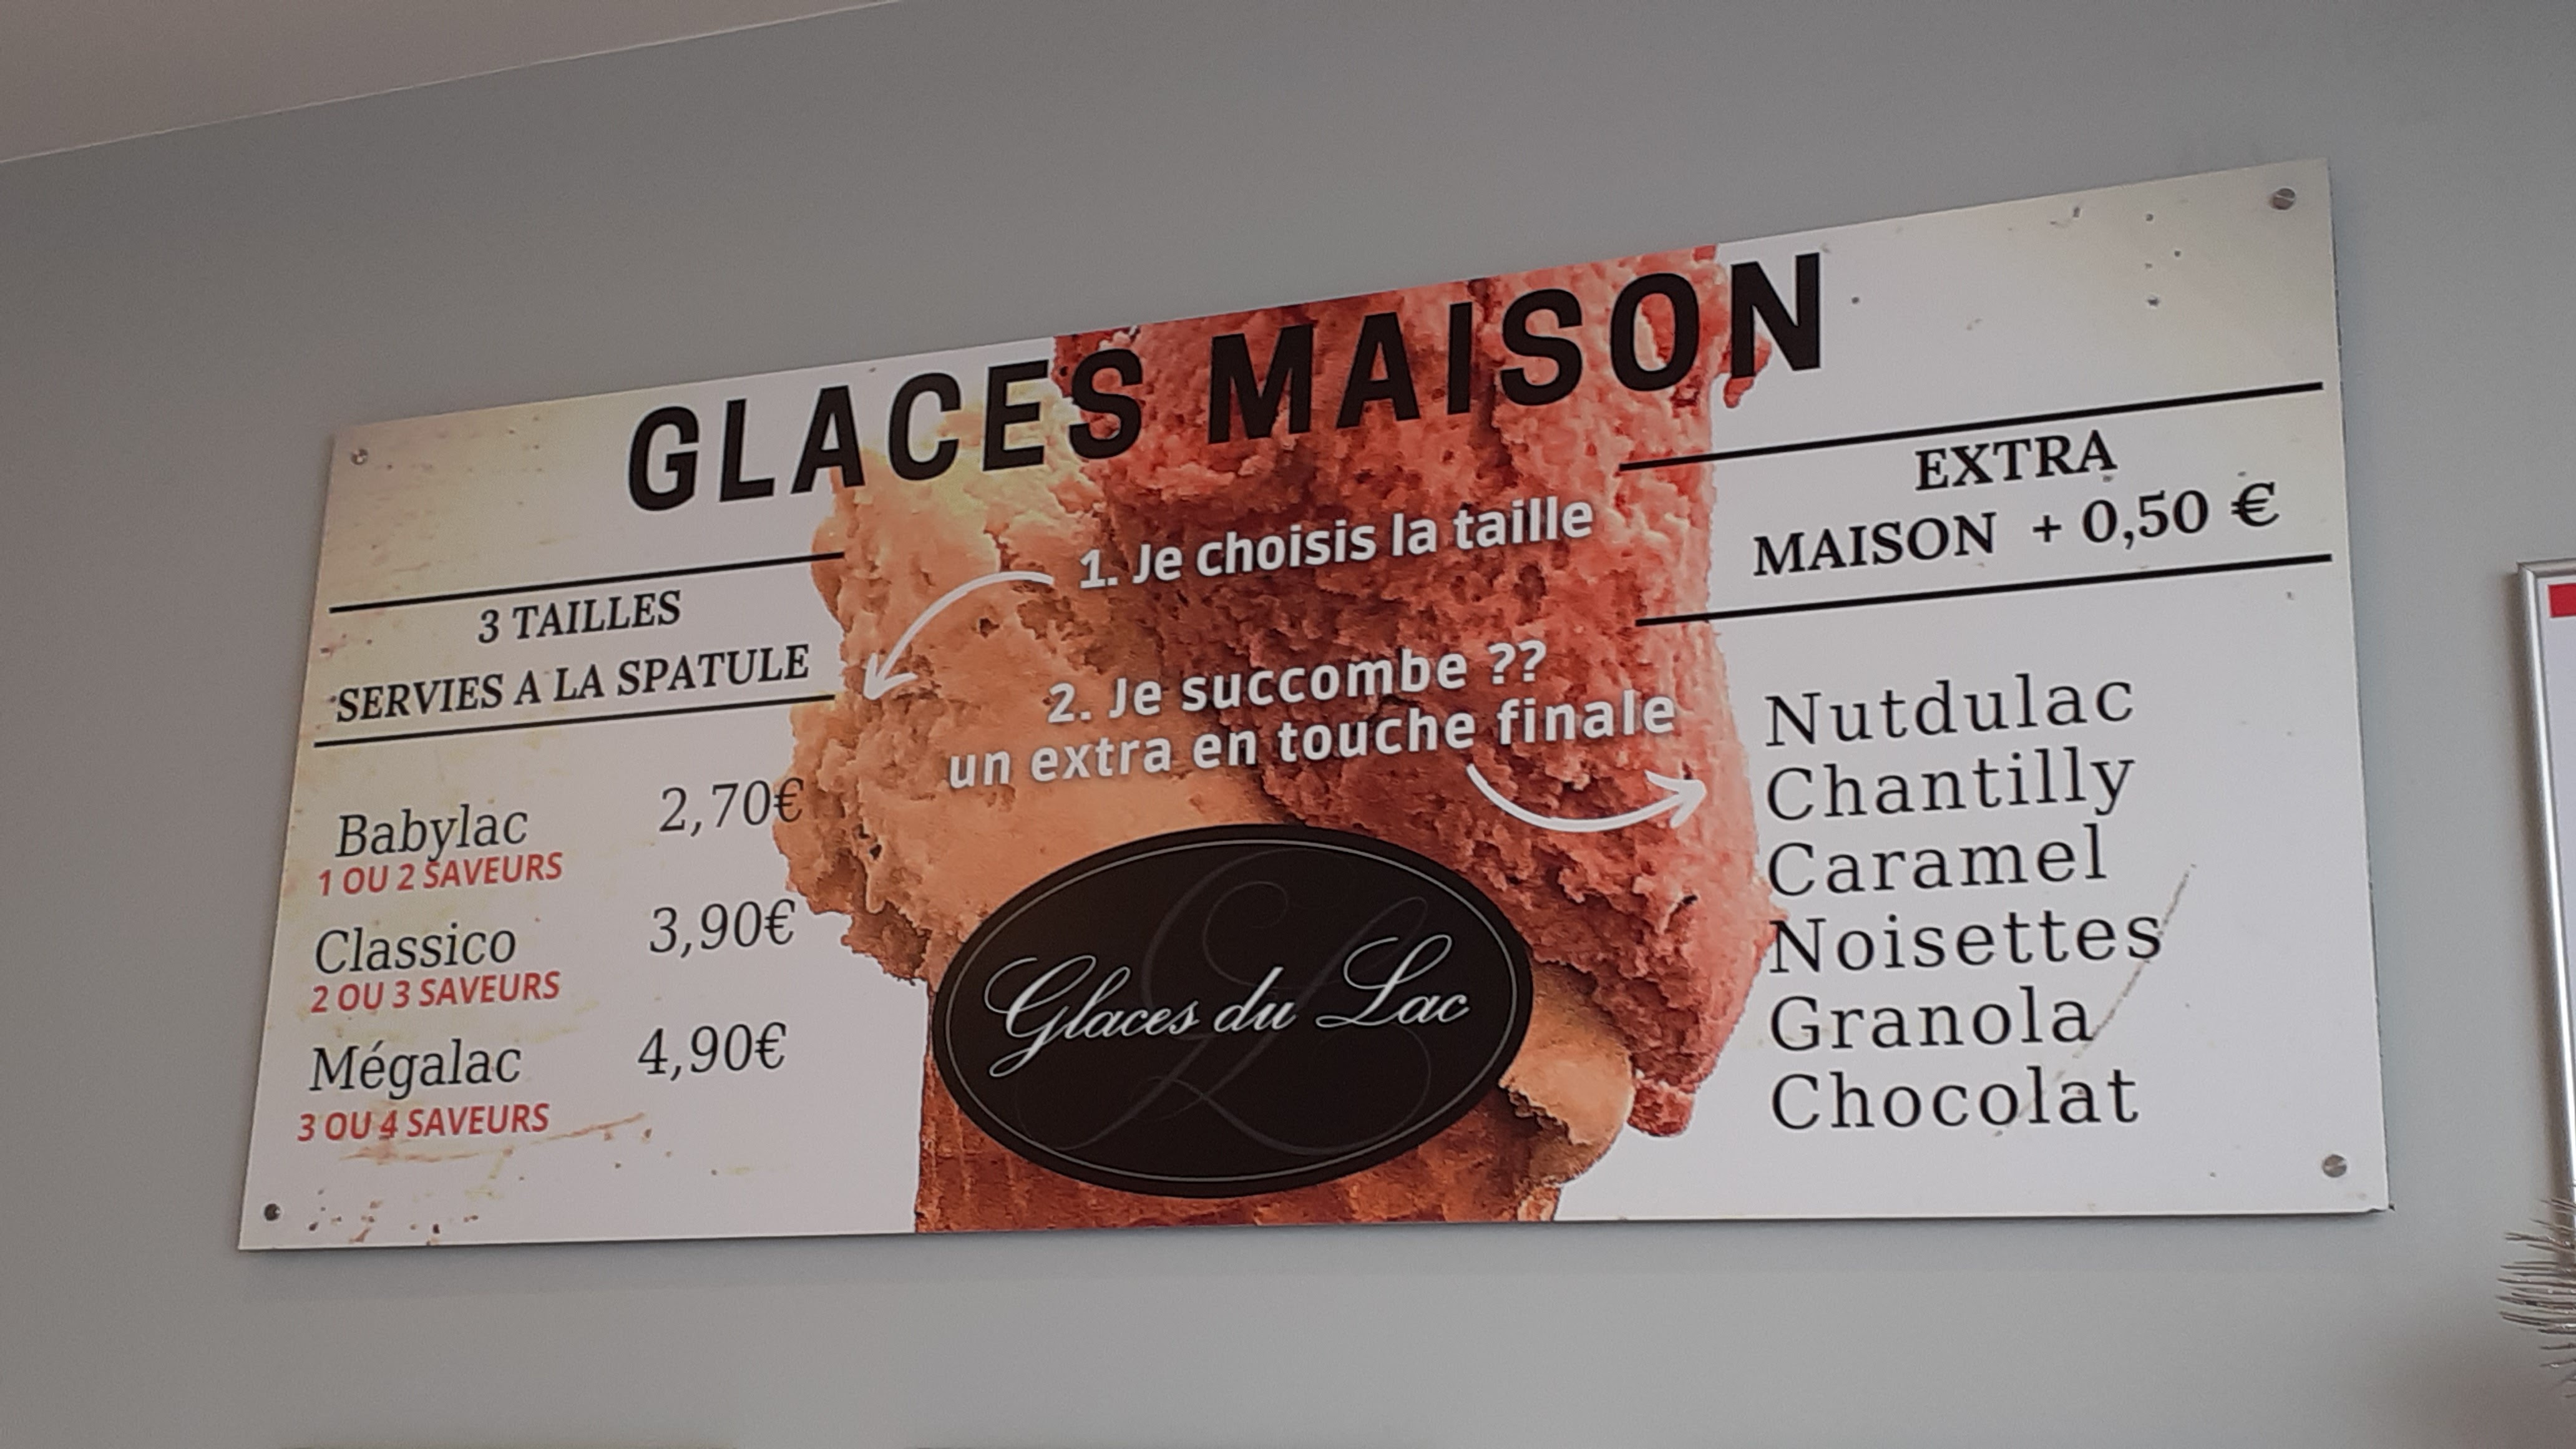 GLACES MAISON
3 TAILLES
SERVIES A LA SPATULE
Babylac 2,70€
1 OU 2 SAVEURS
Classico 3,90€
2 OU 3 SAVEURS
Mégalac 4,90€
3 OU 4 SAVEURS
1. Je choisis la taille
2. Je succombe ??
un extra en touche finale
Glaces du Lac
EXTRA
MAISON + 0,50 €
Nutdulac
Chantilly
Caramel
Noisettes
Granola
Chocolat